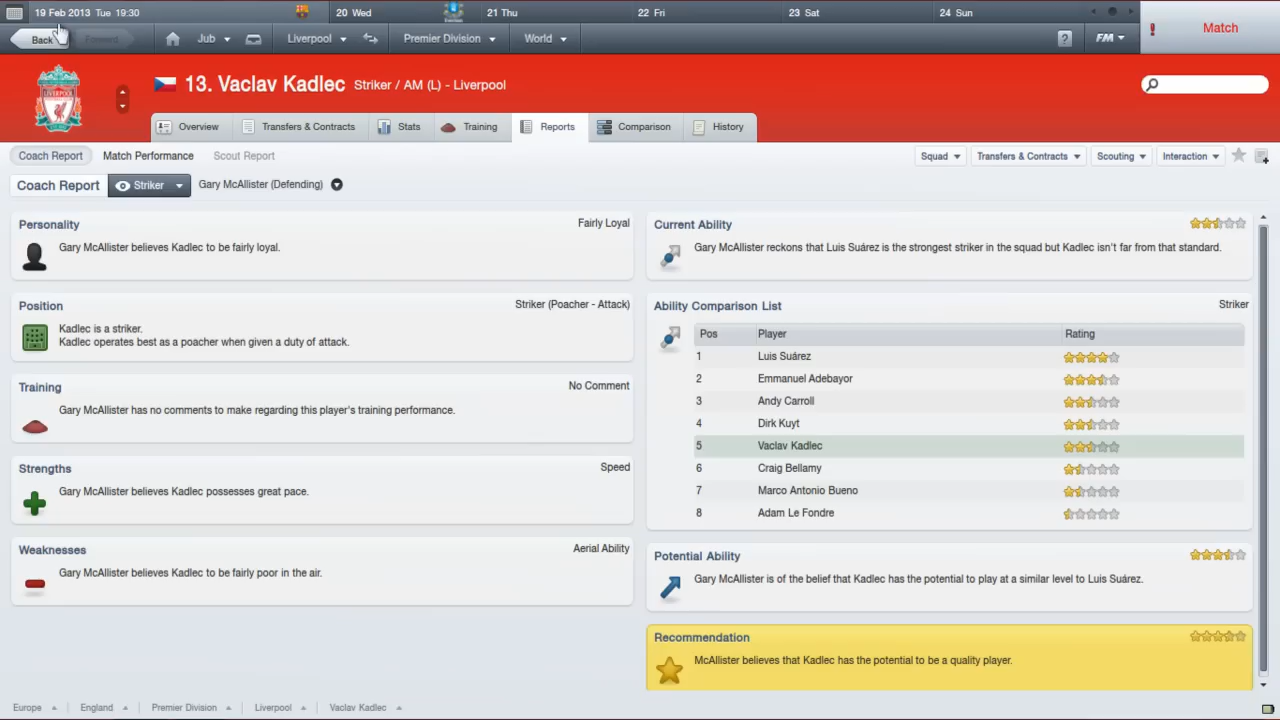 19 Feb 2013 Tue 19:30
20 Wed
21 Thu
22 Fri
23 Sat
24 Sun
Back
Forward
Job
Liverpool
Premier Division
World
?
FM
!
Match
13. Vaclav Kadlec
Striker / AM (L) - Liverpool
Overview
Transfers & Contracts
Stats
Training
Reports
Comparison
History
Coach Report
Match Performance
Scout Report
Squad
Transfers & Contracts
Scouting
Interaction
Coach Report
Striker
Gary McAllister (Defending)
Personality
Fairly Loyal
Gary McAllister believes Kadlec to be fairly loyal.
Position
Striker (Poacher - Attack)
Kadlec is a striker.
Kadlec operates best as a poacher when given a duty of attack.
Training
No Comment
Gary McAllister has no comments to make regarding this player's training performance.
Strengths
Speed
Gary McAllister believes Kadlec possesses great pace.
Weaknesses
Aerial Ability
Gary McAllister believes Kadlec to be fairly poor in the air.
Current Ability
Gary McAllister reckons that Luis Suárez is the strongest striker in the squad but Kadlec isn't far from that standard.
Ability Comparison List
Striker
Pos Player Rating
1 Luis Suárez
2 Emmanuel Adebayor
3 Andy Carroll
4 Dirk Kuyt
5 Vaclav Kadlec
6 Craig Bellamy
7 Marco Antonio Bueno
8 Adam Le Fondre
Potential Ability
Gary McAllister is of the belief that Kadlec has the potential to play at a similar level to Luis Suárez.
Recommendation
McAllister believes that Kadlec has the potential to be a quality player.
Europe
England
Premier Division
Liverpool
Vaclav Kadlec